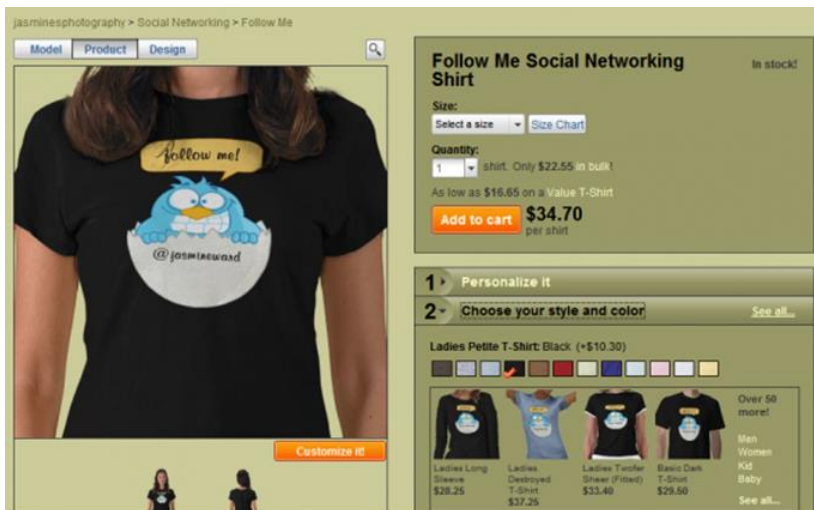 jasminesphotography > Social Networking > Follow Me
Model Product Design
follow me!
@jasmineward
Customize it!
Follow Me Social Networking
Shirt
In stock!
Size:
Select a size Size Chart
Quantity:
1 shirt. Only $22.55 in bulk!
As low as $16.65 on a Value T-Shirt
Add to cart $34.70
per shirt
1 Personalize it
2 Choose your style and color See all...
Ladies Petite T-Shirt: Black (+$10.30)
Ladies Long
Sleeve
$28.25
Ladies
Destroyed
T-Shirt
$37.25
Ladies Twofer
Sheer (Fitted)
$33.40
Basic Dark
T-Shirt
$29.50
Over 50
more!
Men
Women
Kid
Baby
See all...